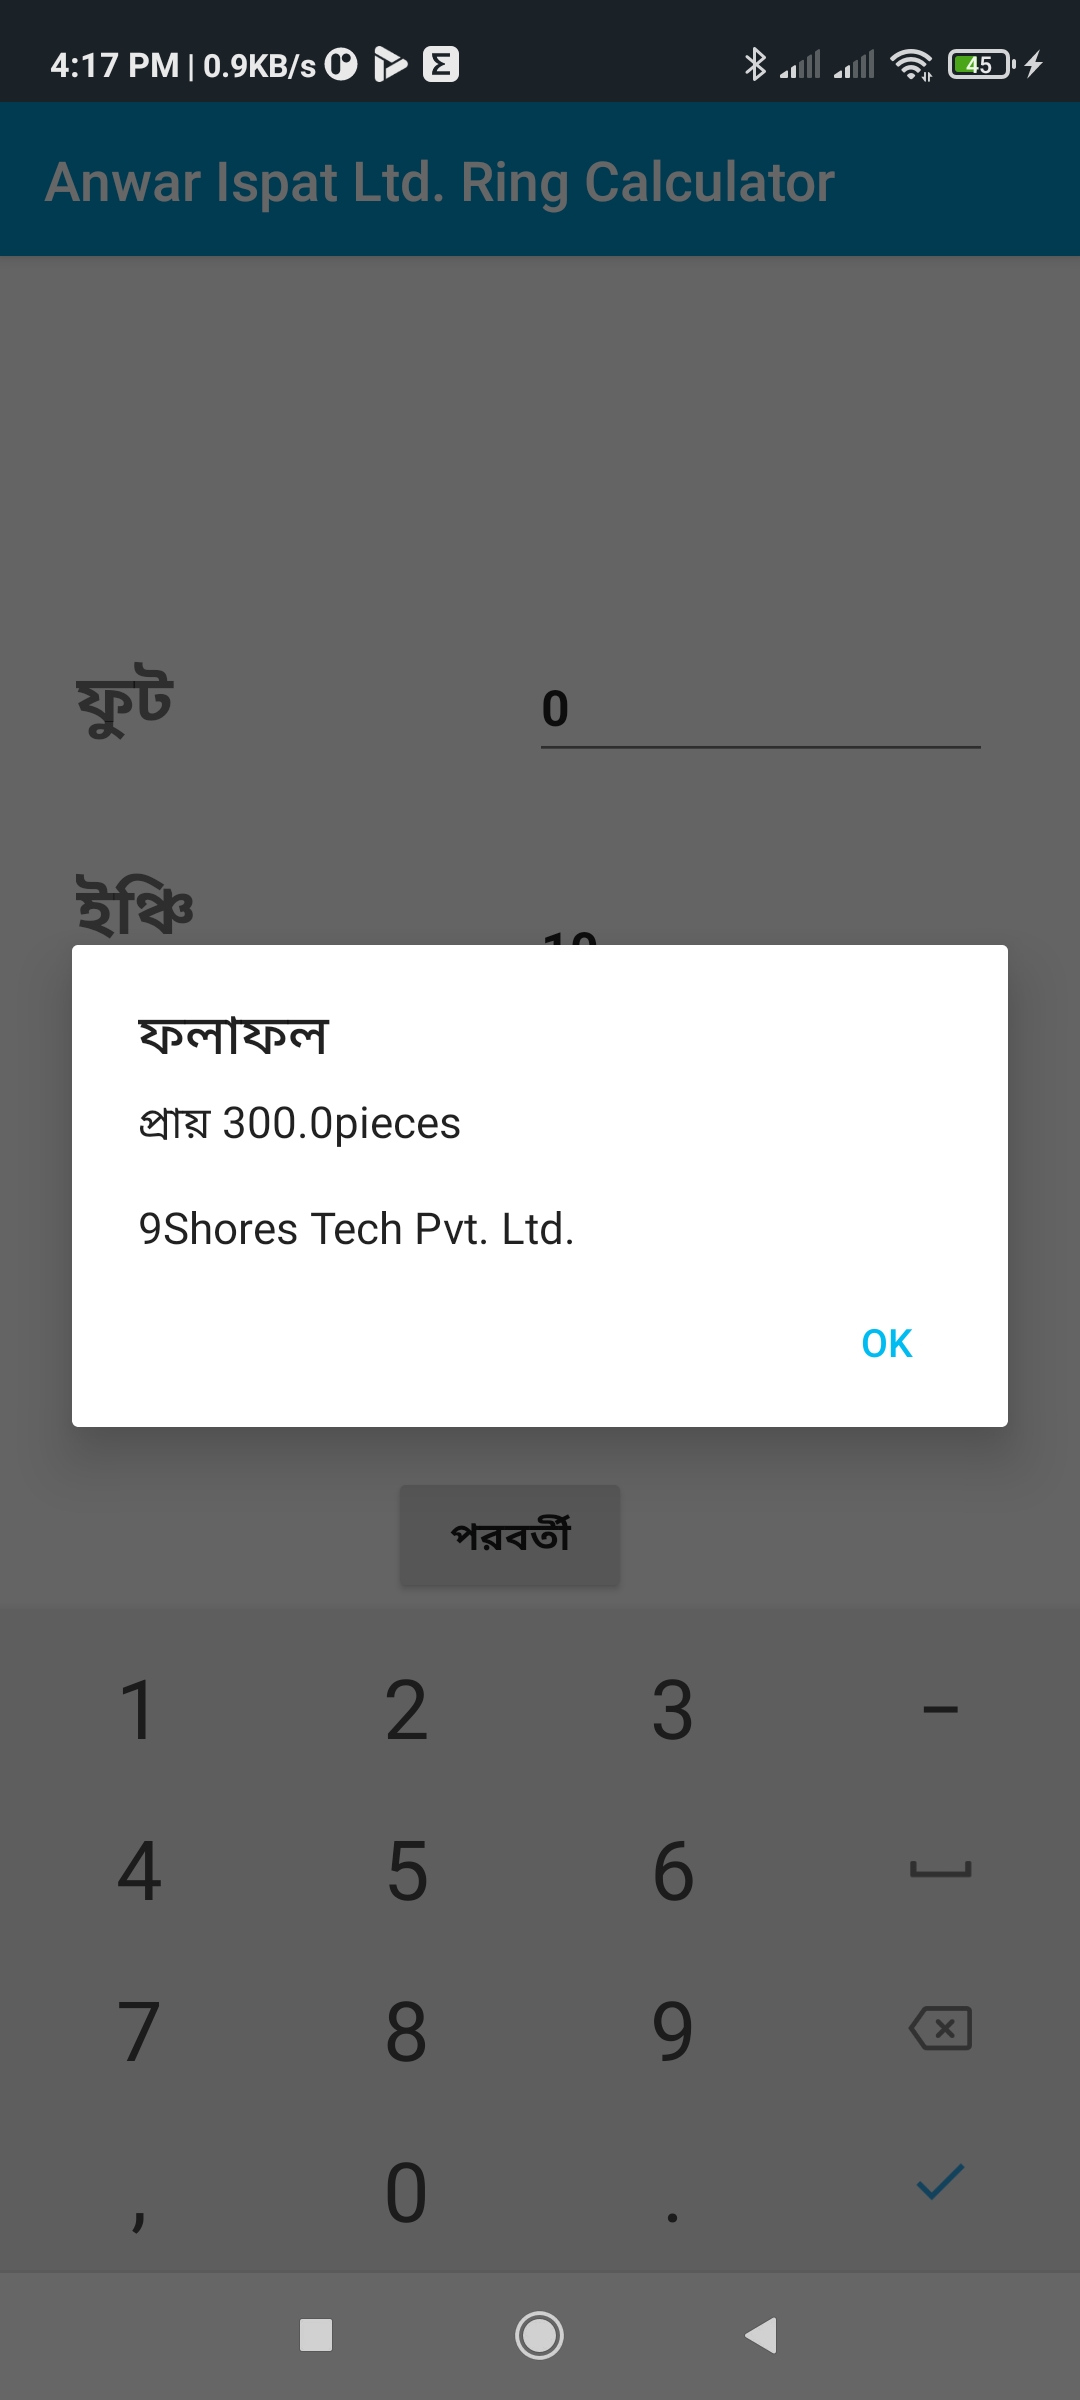 4:17 PM | 0.9KB/s
45
Anwar Ispat Ltd. Ring Calculator
ফুট
0
ইঞ্চি
ফলাফল
প্রায় 300.0pieces
9Shores Tech Pvt. Ltd.
OK
পরবর্তী
1 2 3 –
4 5 6
7 8 9
, 0 .